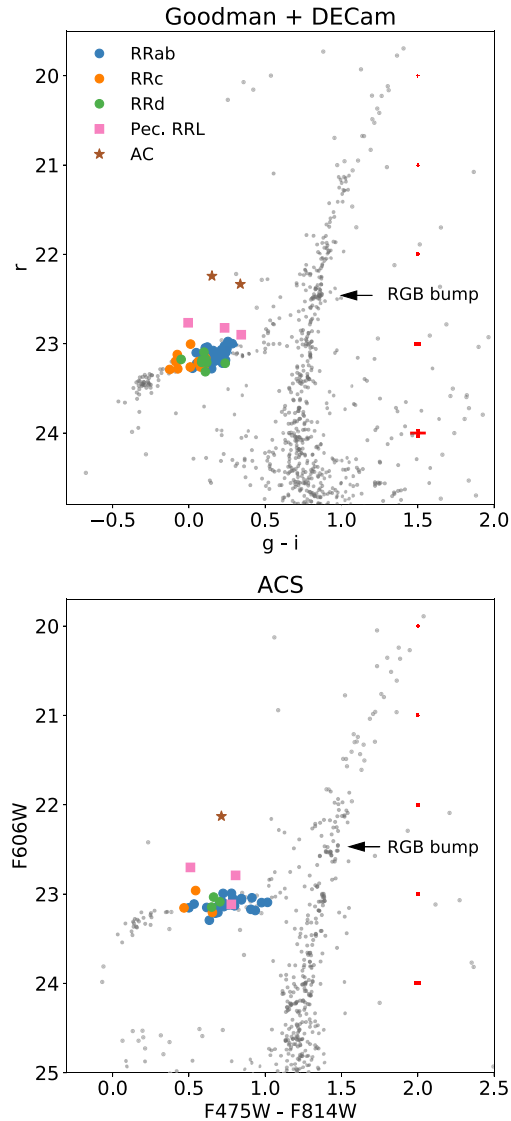 Goodman + DECam
RRab
RRc
RRd
Pec. RRL
AC
RGB bump
20
21
22
23
24
r
−0.5 0.0 0.5 1.0 1.5 2.0
g - i
ACS
RGB bump
20
21
22
23
24
25
F606W
0.0 0.5 1.0 1.5 2.0 2.5
F475W - F814W